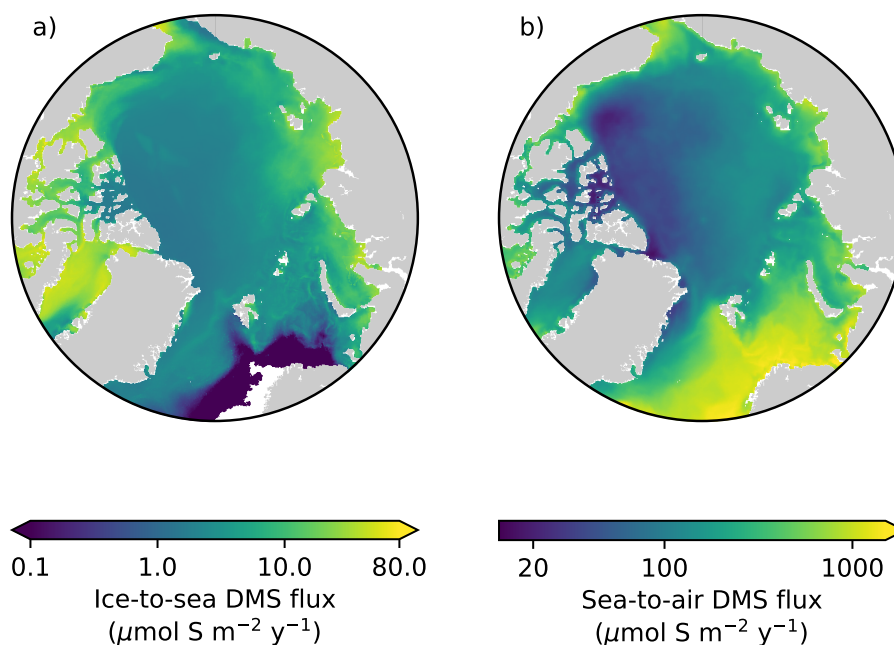 a)
b)
0.1 1.0 10.0 80.0
Ice-to-sea DMS flux
(μmol S m⁻² y⁻¹)
20 100 1000
Sea-to-air DMS flux
(μmol S m⁻² y⁻¹)